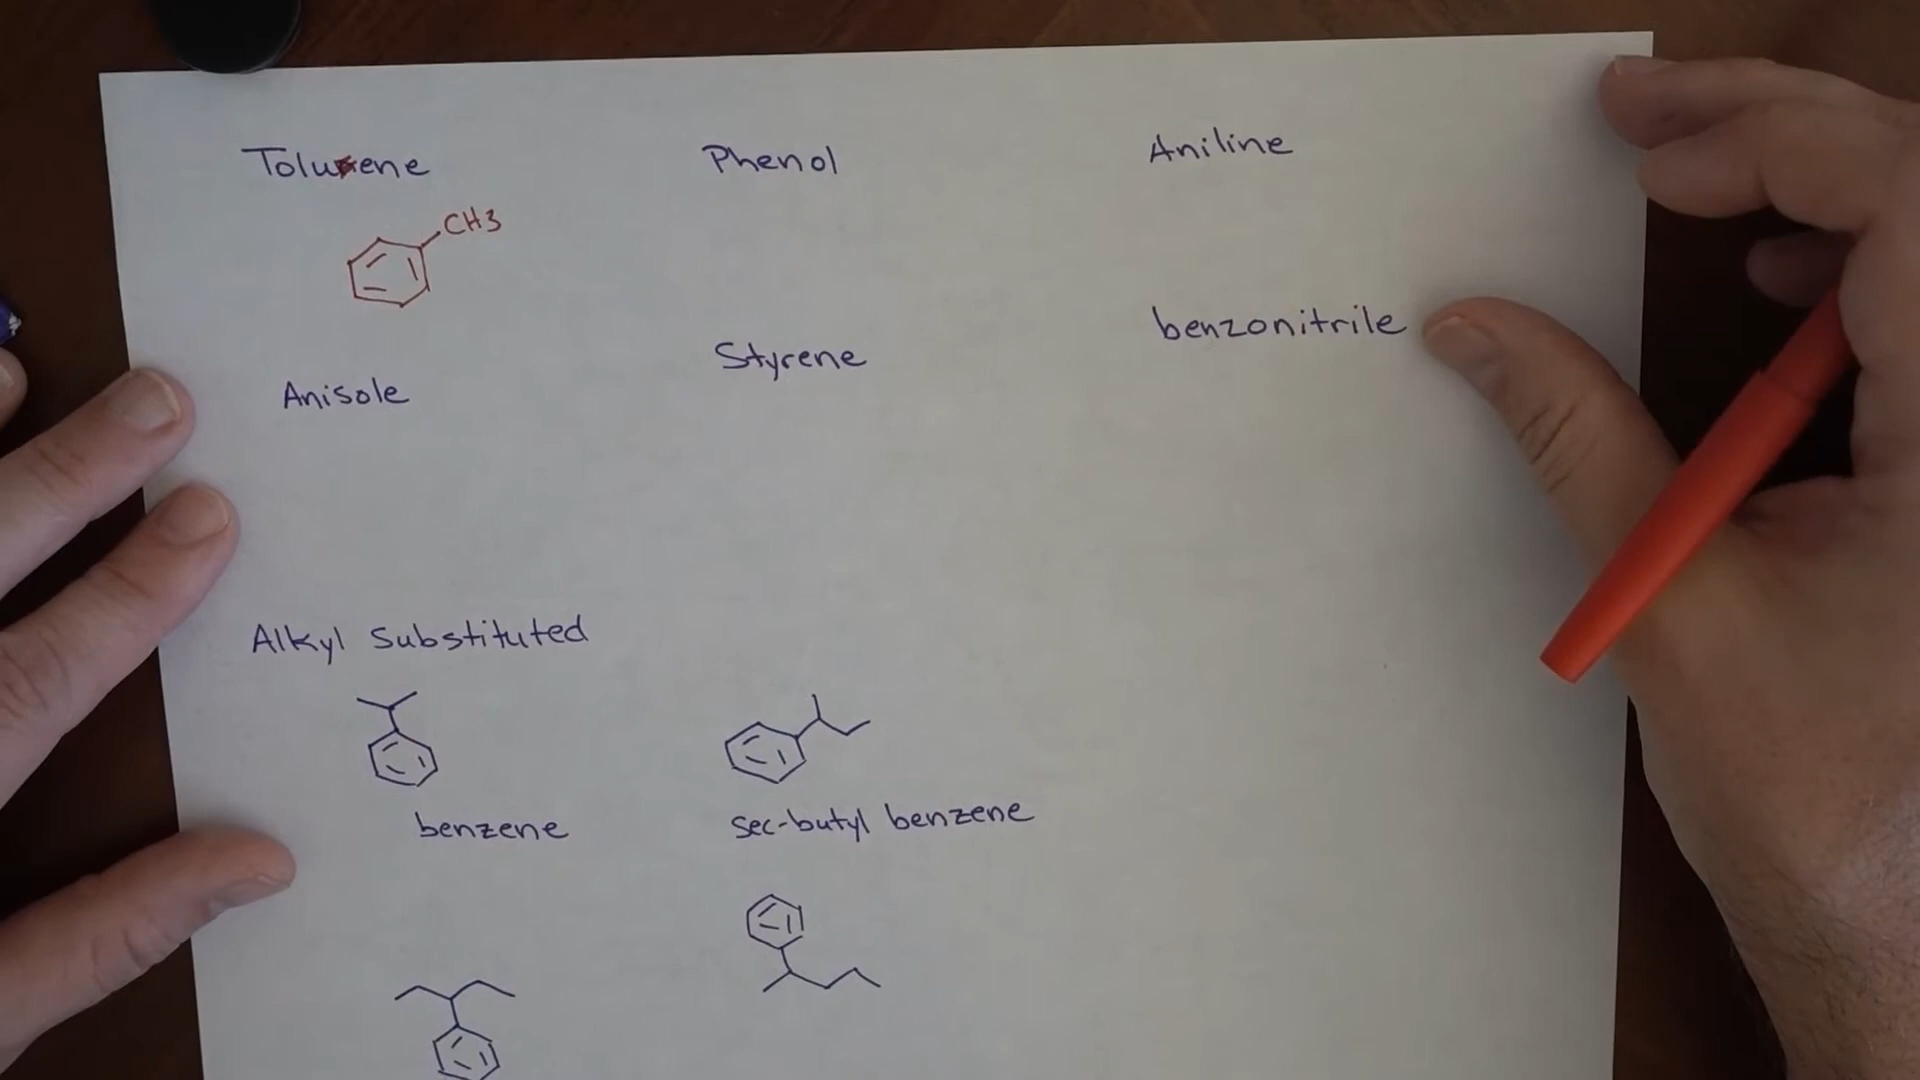 Toluene
Phenol
Aniline
CH3
benzonitrile
Styrene
Anisole
Alkyl Substituted
benzene
sec-butyl benzene